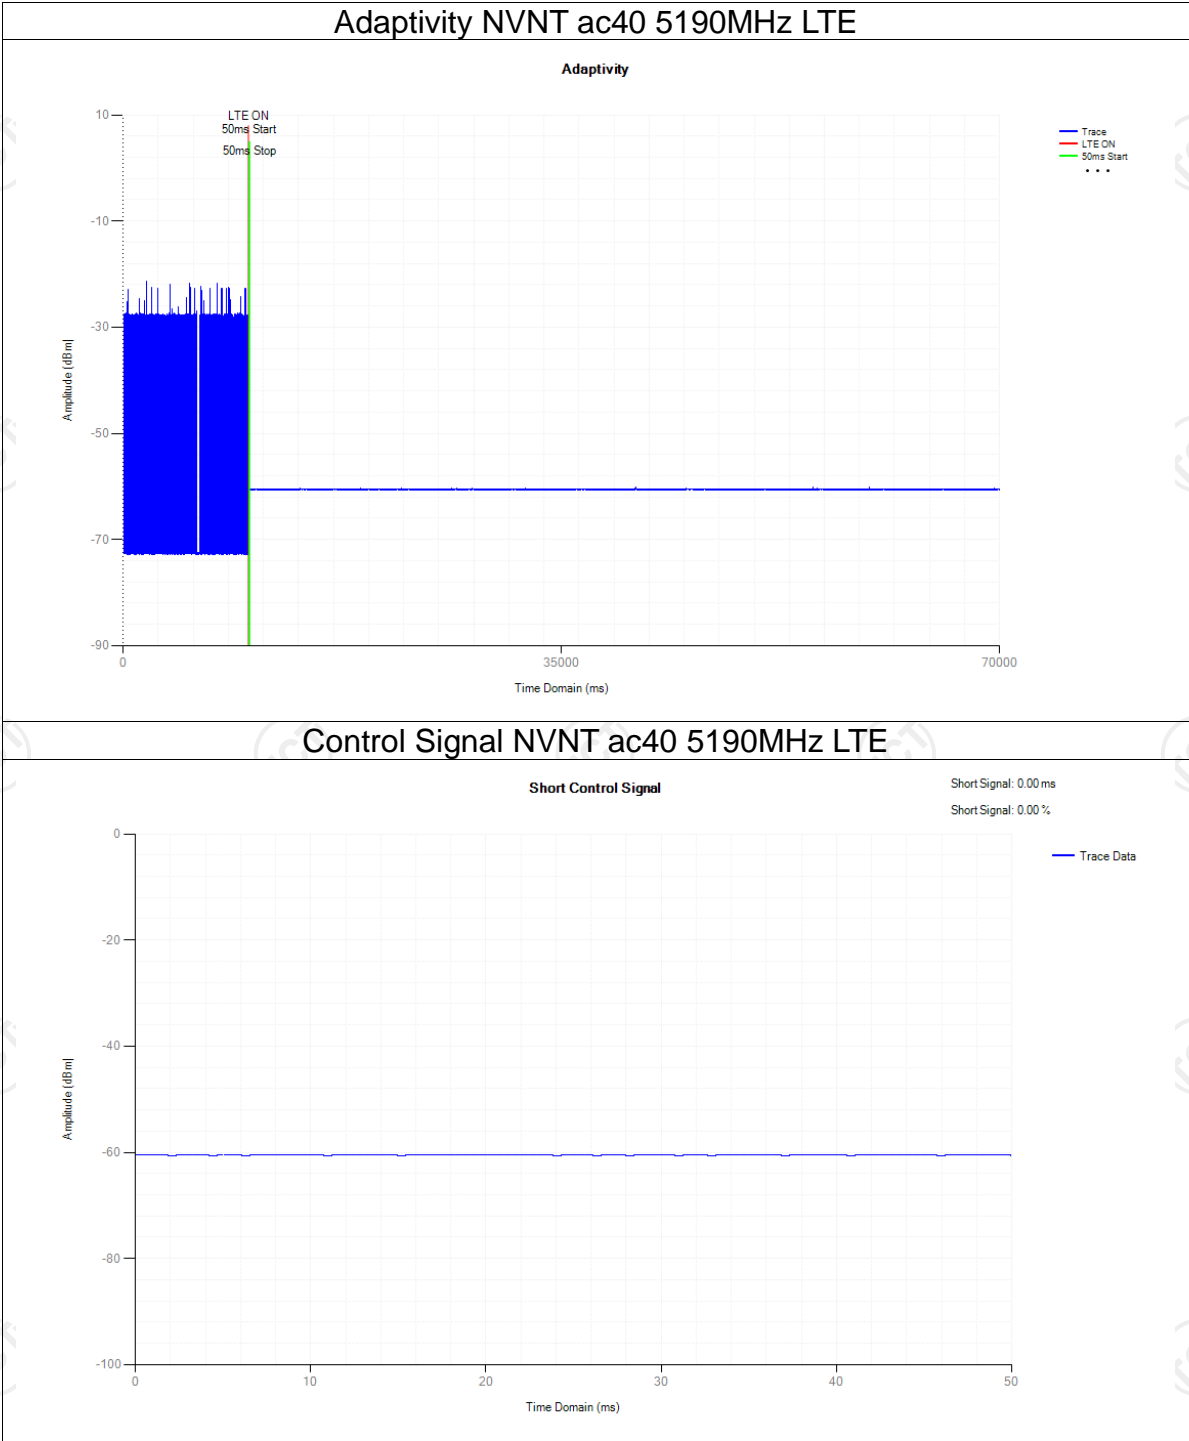 Adaptivity NVNT ac40 5190MHz LTE
Adaptivity
LTE ON
50ms Start
50ms Stop
Trace
LTE ON
50ms Start
• • •
10
-10
-30
-50
-70
-90
Amplitude (dBm|
0
35000
70000
Time Domain (ms)
Control Signal NVNT ac40 5190MHz LTE
Short Control Signal
Short Signal: 0.00 ms
Short Signal: 0.00 %
Trace Data
0
-20
-40
-60
-80
-100
Amplitude (dBm|
0
10
20
30
40
50
Time Domain (ms)